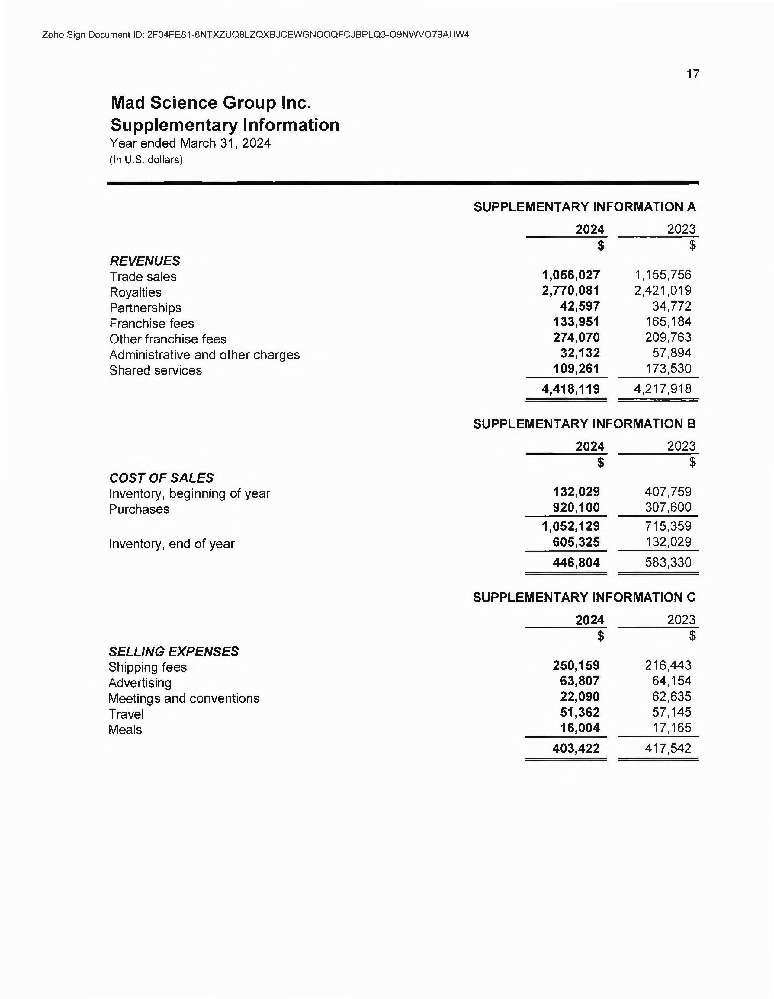 Zoho Sign Document ID: 2F34FE81-8NTXZUQ8LZQXBJCEWGNOOQFCJBPLQ3-O9NWVO79AHW4
17
Mad Science Group Inc.
Supplementary Information
Year ended March 31, 2024
(In U.S. dollars)
SUPPLEMENTARY INFORMATION A
2024 2023
$ $
REVENUES
Trade sales 1,056,027 1,155,756
Royalties 2,770,081 2,421,019
Partnerships 42,597 34,772
Franchise fees 133,951 165,184
Other franchise fees 274,070 209,763
Administrative and other charges 32,132 57,894
Shared services 109,261 173,530
4,418,119 4,217,918
SUPPLEMENTARY INFORMATION B
2024 2023
$ $
COST OF SALES
Inventory, beginning of year 132,029 407,759
Purchases 920,100 307,600
1,052,129 715,359
Inventory, end of year 605,325 132,029
446,804 583,330
SUPPLEMENTARY INFORMATION C
2024 2023
$ $
SELLING EXPENSES
Shipping fees 250,159 216,443
Advertising 63,807 64,154
Meetings and conventions 22,090 62,635
Travel 51,362 57,145
Meals 16,004 17,165
403,422 417,542